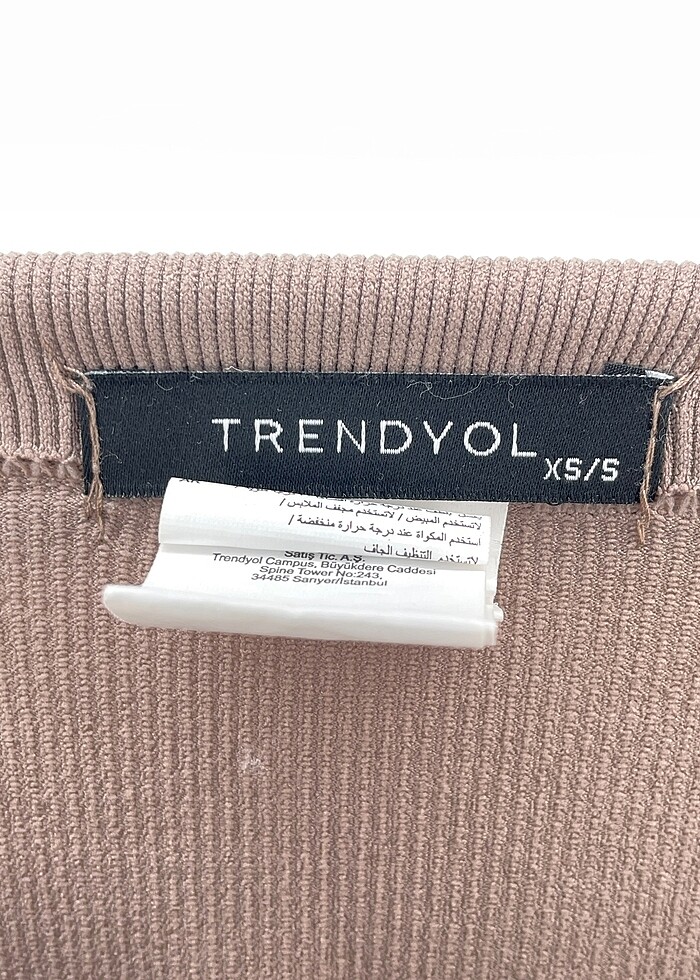 TRENDYOL
XS/S
لاتستخدم المبيض / لاتستخدم مجفف الملابس /
استخدم المكواة عند درجة حرارة منخفضة /
لاتستخدم التنظيف الجاف
Satış Tic. A.Ş.
Trendyol Campus, Büyükdere Caddesi
Spine Tower No:243,
34485 Sarıyer/İstanbul